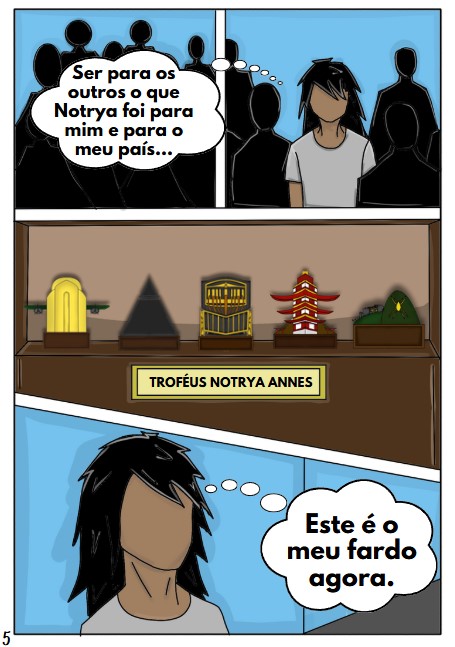 Ser para os
outros o que
Notrya foi para
mim e para o
meu país...
TROFÉUS NOTRYA ANNES
Este é o
meu fardo
agora.
5